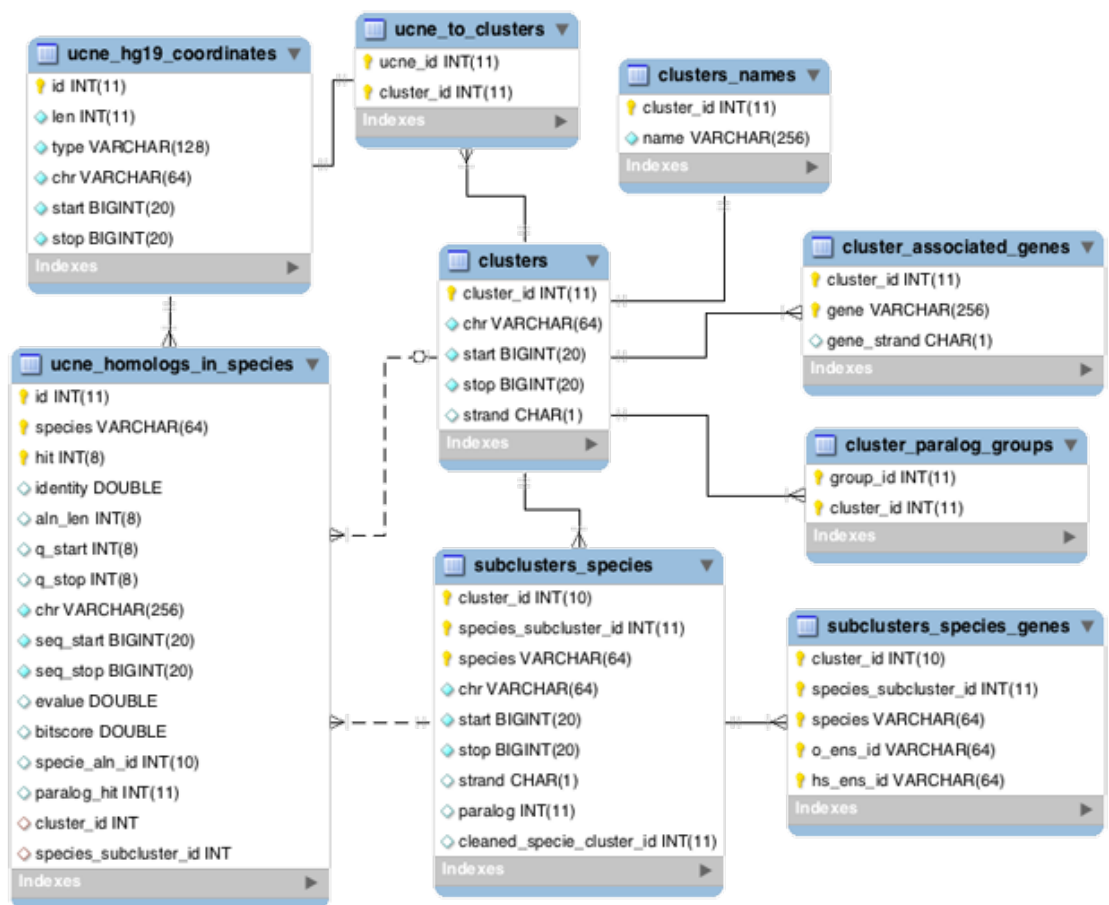 ucne_hg19_coordinates
id INT(11)
len INT(11)
type VARCHAR(128)
chr VARCHAR(64)
start BIGINT(20)
stop BIGINT(20)
Indexes
ucne_to_clusters
ucne_id INT(11)
cluster_id INT(11)
Indexes
clusters_names
cluster_id INT(11)
name VARCHAR(256)
Indexes
clusters
cluster_id INT(11)
chr VARCHAR(64)
start BIGINT(20)
stop BIGINT(20)
strand CHAR(1)
Indexes
cluster_associated_genes
cluster_id INT(11)
gene VARCHAR(256)
gene_strand CHAR(1)
Indexes
ucne_homologs_in_species
id INT(11)
species VARCHAR(64)
hit INT(8)
identity DOUBLE
aln_len INT(8)
q_start INT(8)
q_stop INT(8)
chr VARCHAR(256)
seq_start BIGINT(20)
seq_stop BIGINT(20)
evalue DOUBLE
bitscore DOUBLE
specie_aln_id INT(10)
paralog_hit INT(11)
cluster_id INT
species_subcluster_id INT
Indexes
cluster_paralog_groups
group_id INT(11)
cluster_id INT(11)
Indexes
subclusters_species
cluster_id INT(10)
species_subcluster_id INT(11)
species VARCHAR(64)
chr VARCHAR(64)
start BIGINT(20)
stop BIGINT(20)
strand CHAR(1)
paralog INT(11)
cleaned_specie_cluster_id INT(11)
Indexes
subclusters_species_genes
cluster_id INT(10)
species_subcluster_id INT(11)
species VARCHAR(64)
o_ens_id VARCHAR(64)
hs_ens_id VARCHAR(64)
Indexes